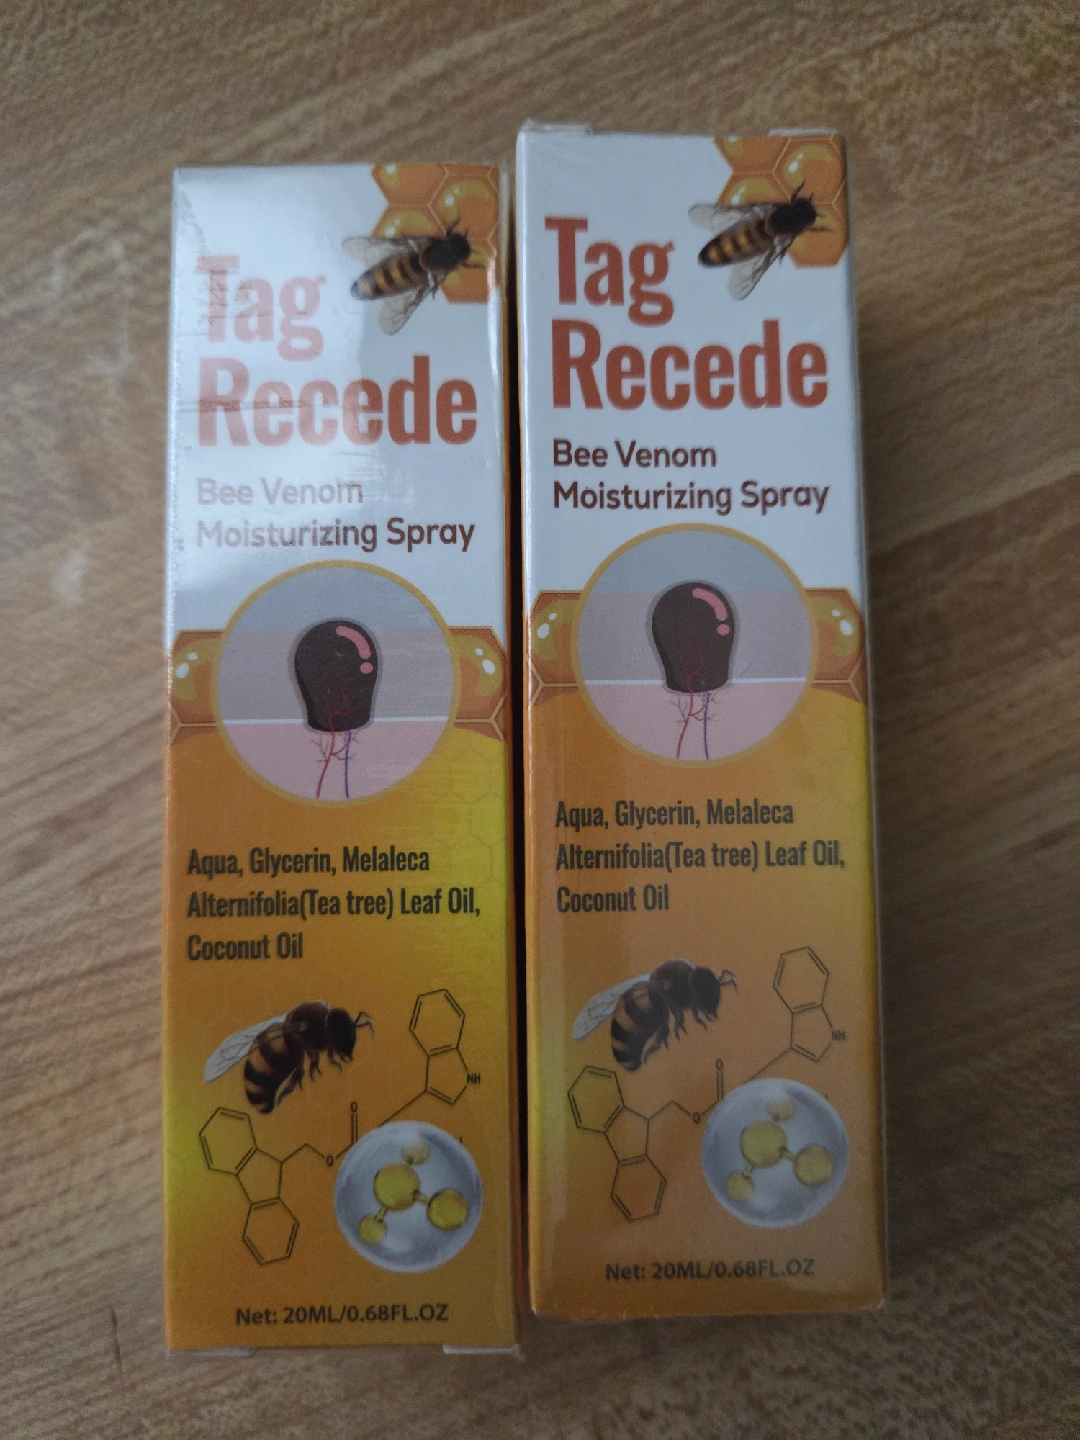 Tag
Recede
Bee Venom
Moisturizing Spray
Aqua, Glycerin, Melaleca
Alternifolia(Tea tree) Leaf Oil,
Coconut Oil
NH
O
O
Net: 20ML/0.68FL.OZ
Tag
Recede
Bee Venom
Moisturizing Spray
Aqua, Glycerin, Melaleca
Alternifolia(Tea tree) Leaf Oil,
Coconut Oil
NH
O
O
Net: 20ML/0.68FL.OZ